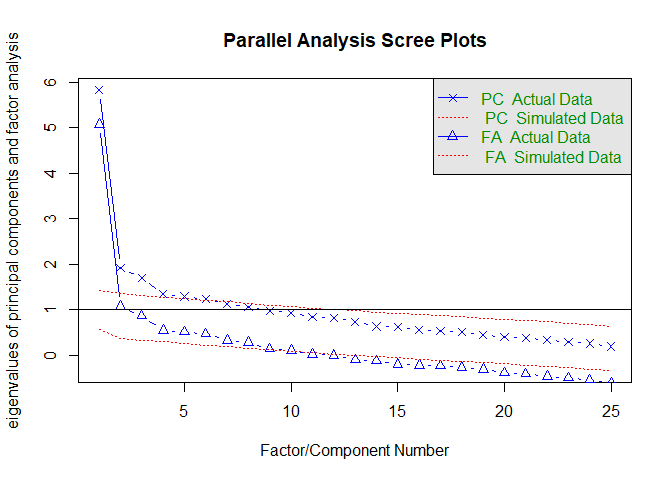 Parallel Analysis Scree Plots
eigenvalues of principal components and factor analysis
6
5
4
3
2
1
0
PC  Actual Data
PC  Simulated Data
FA  Actual Data
FA  Simulated Data
5
10
15
20
25
Factor/Component Number